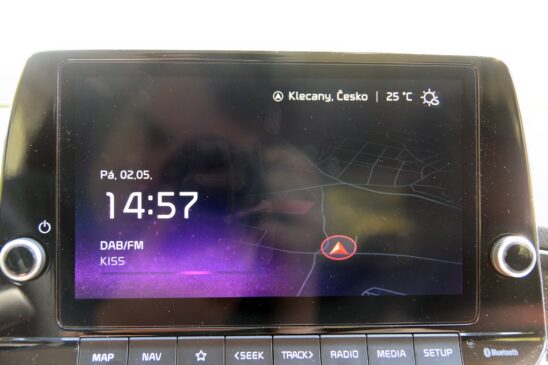 Klecany, Česko | 25 °C
Pá, 02.05.
14:57
DAB/FM
KISS
MAP NAV <SEEK TRACK> RADIO MEDIA SETUP Bluetooth